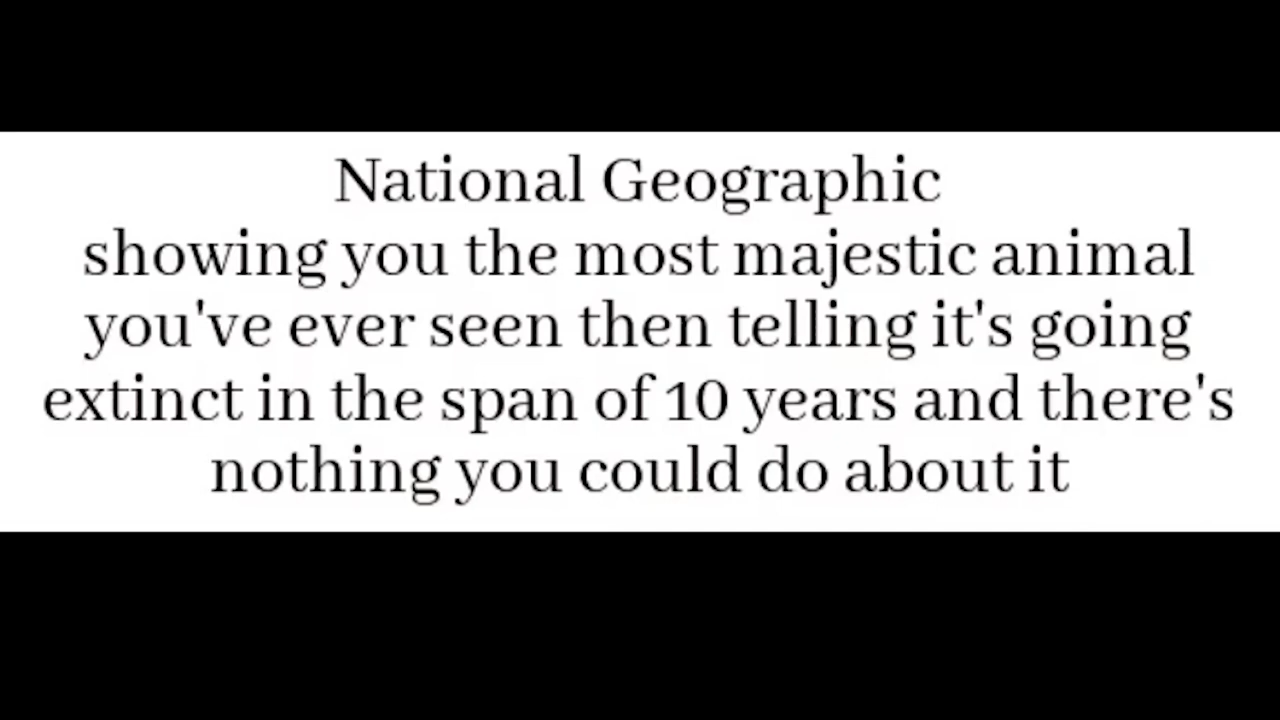 National Geographic
showing you the most majestic animal
you've ever seen then telling it's going
extinct in the span of 10 years and there's
nothing you could do about it